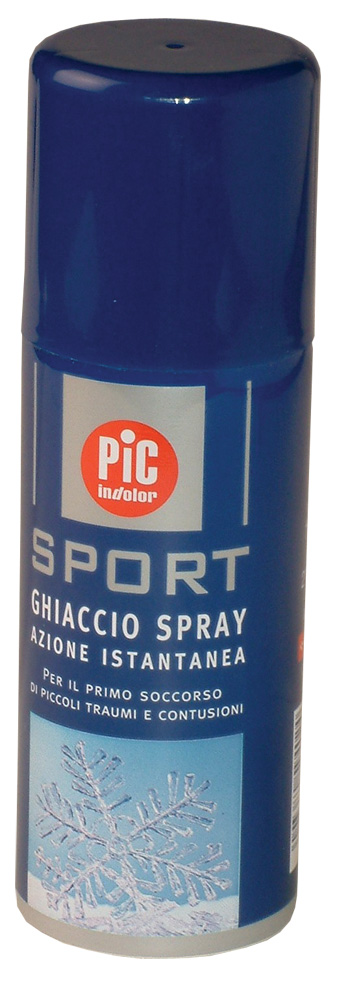 PiC
indolor
SPORT
GHIACCIO SPRAY
AZIONE ISTANTANEA
PER IL PRIMO SOCCORSO
DI PICCOLI TRAUMI E CONTUSIONI